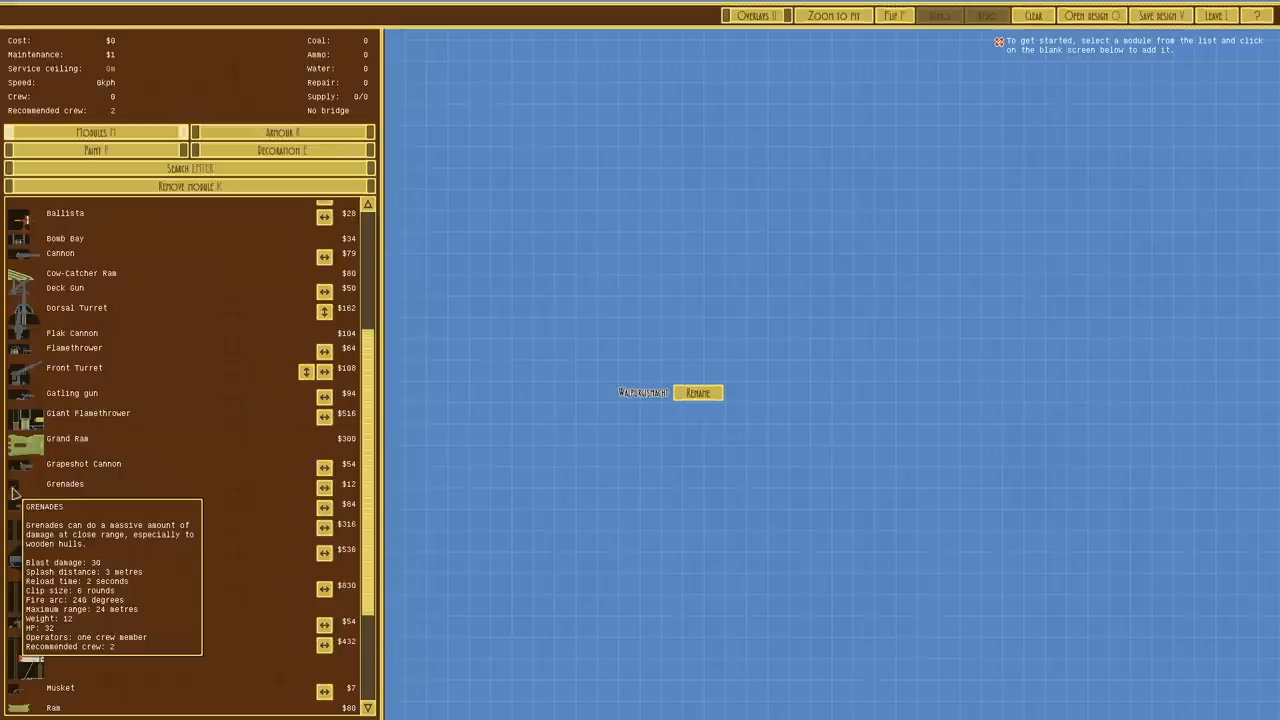 Overlays U
Zoom to fit
Flip F
Undo
Redo
Clear
Open design O
Save design V
Leave L
?
Cost: $0
Maintenance: $1
Service ceiling: 0m
Speed: 0kph
Crew: 0
Recommended crew: 2
Coal: 0
Ammo: 0
Water: 0
Repair: 0
Supply: 0/0
No bridge
To get started, select a module from the list and click
on the blank screen below to add it.
Modules M
Armour R
Paint P
Decoration E
Search ENTER
Remove module K
Ballista $28
Bomb Bay $34
Cannon $79
Cow-Catcher Ram $80
Deck Gun $50
Dorsal Turret $162
Flak Cannon $104
Flamethrower $64
Front Turret $108
Gatling gun $94
Giant Flamethrower $516
Grand Ram $300
Grapeshot Cannon $54
Grenades $12
$84
$316
$536
$830
$54
$432
Musket $7
Ram $80
GRENADES
Grenades can do a massive amount of
damage at close range, especially to
wooden hulls.
Blast damage: 30
Splash distance: 3 metres
Reload time: 2 seconds
Clip size: 6 rounds
Fire arc: 240 degrees
Maximum range: 24 metres
Weight: 12
HP: 32
Operators: one crew member
Recommended crew: 2
Walpurgisnacht
Rename